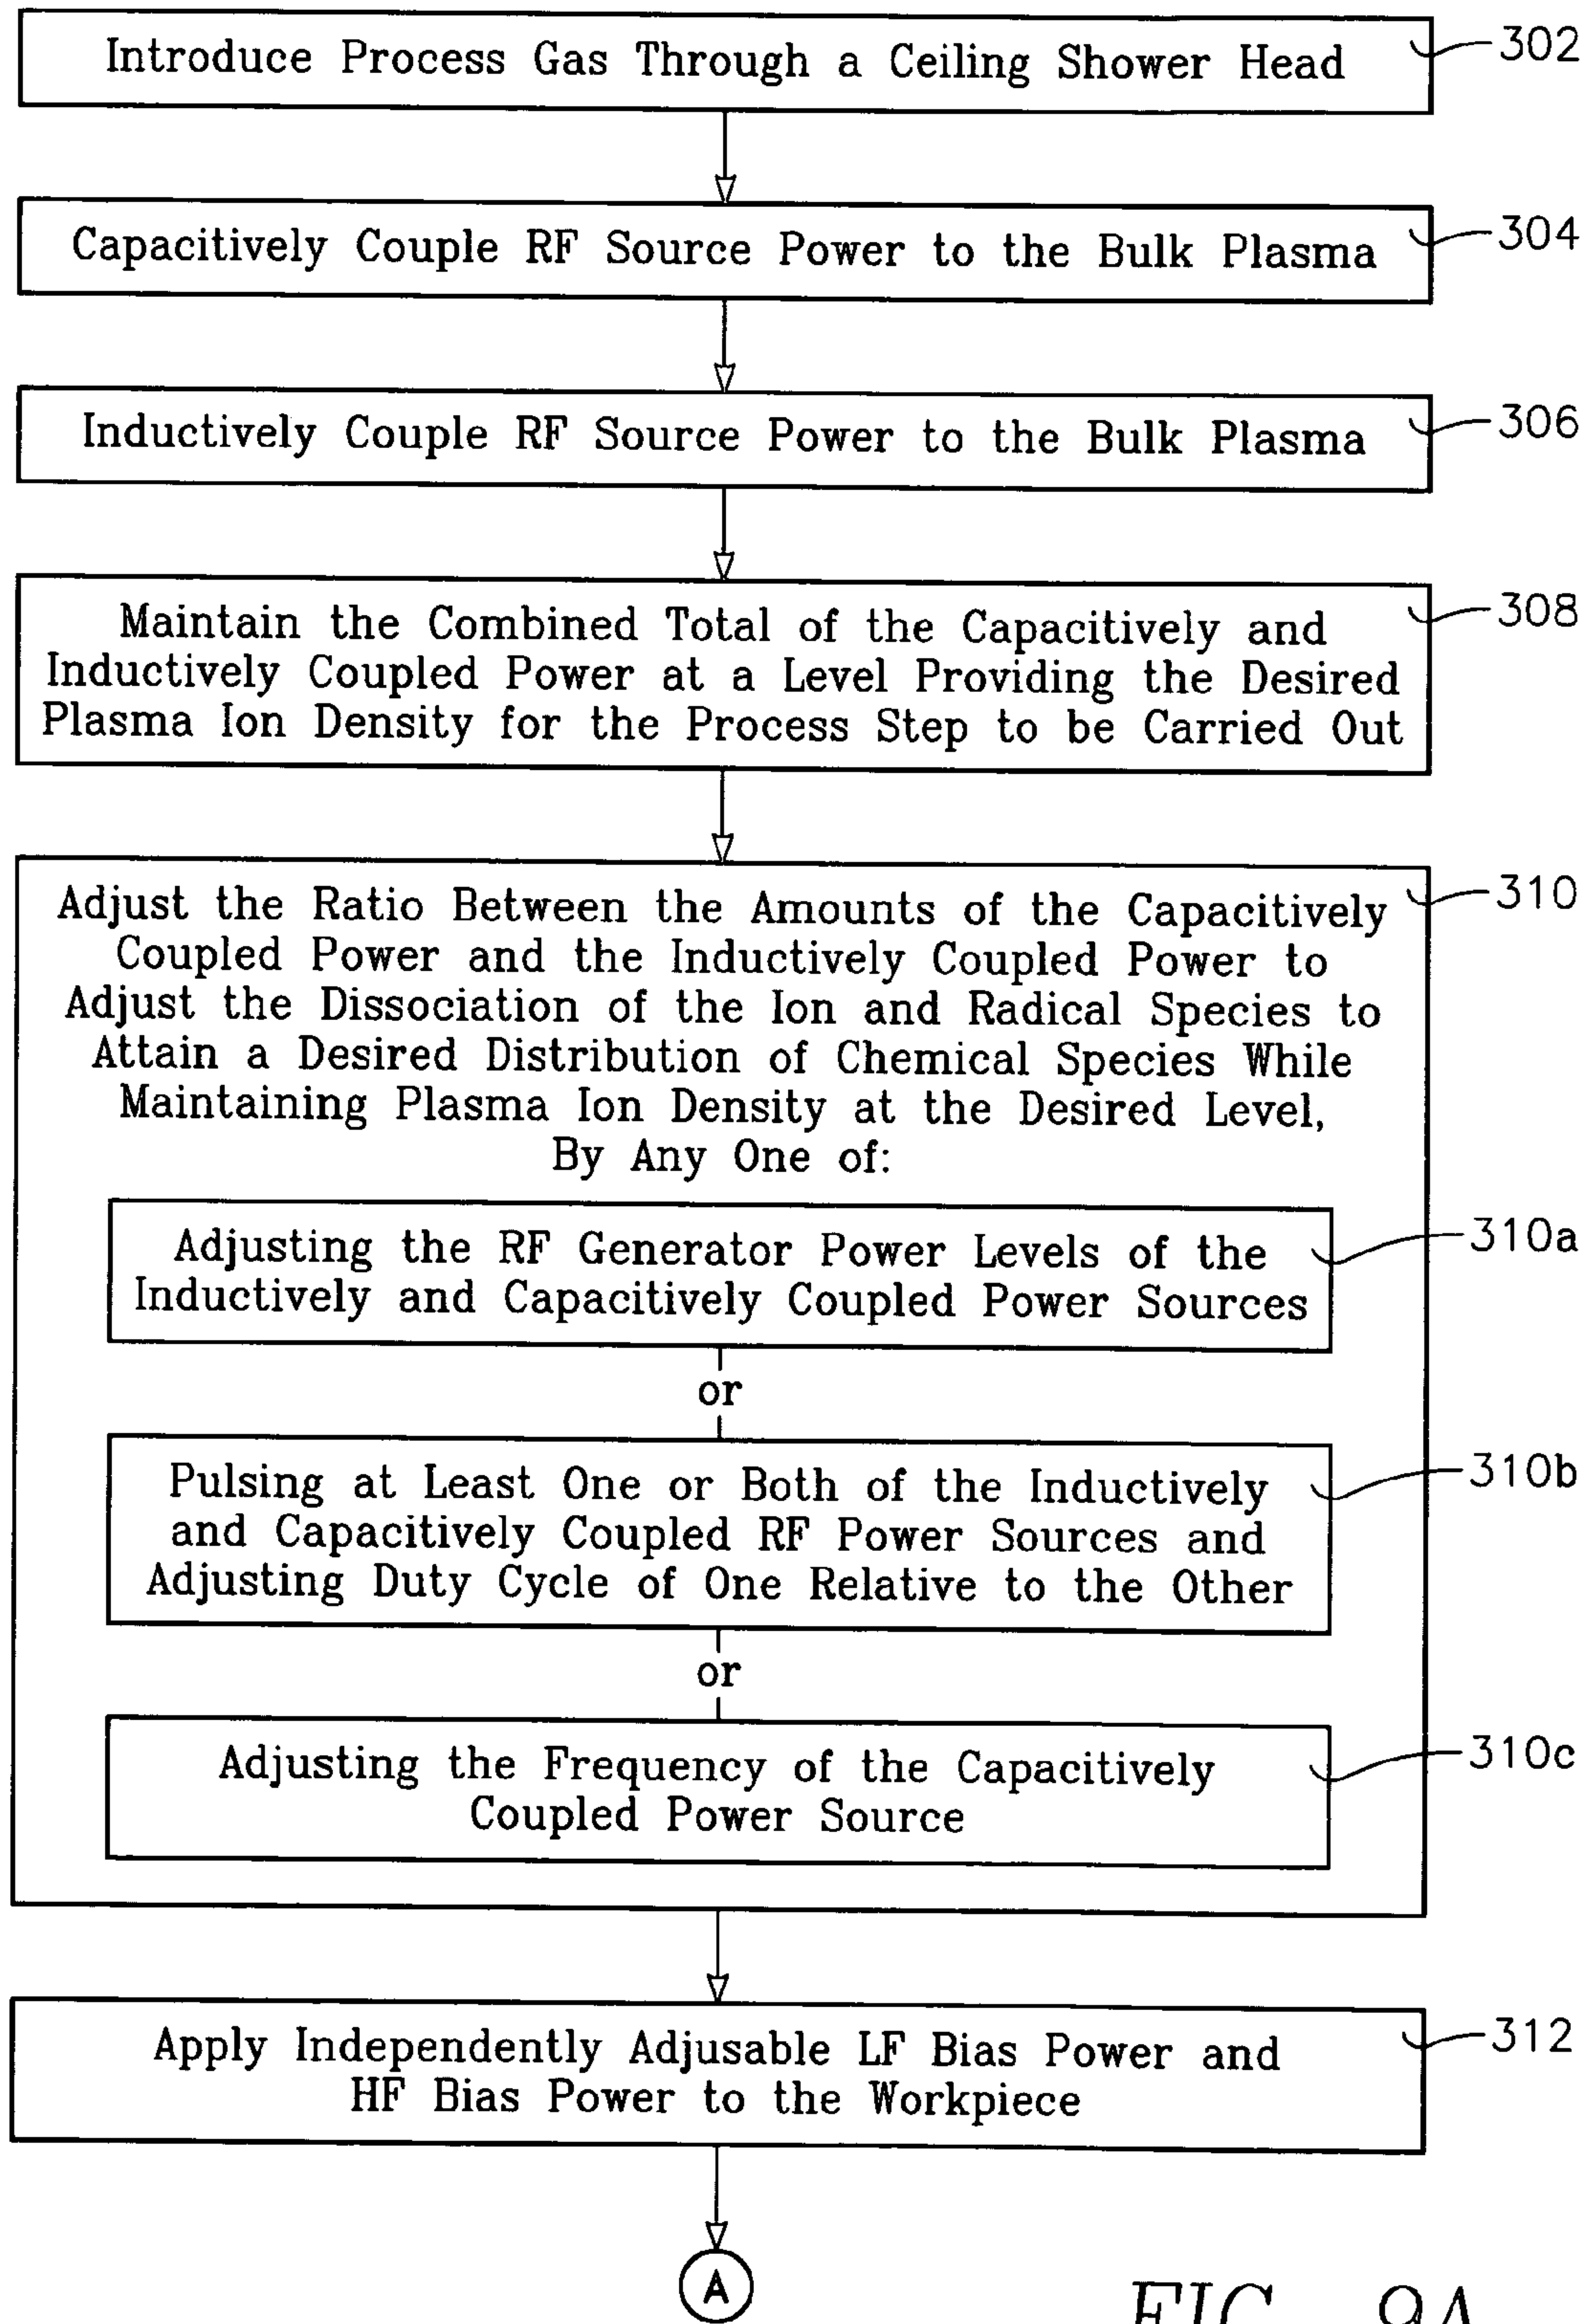 Introduce Process Gas Through a Ceiling Shower Head
302
Capacitively Couple RF Source Power to the Bulk Plasma
304
Inductively Couple RF Source Power to the Bulk Plasma
306
Maintain the Combined Total of the Capacitively and
Inductively Coupled Power at a Level Providing the Desired
Plasma Ion Density for the Process Step to be Carried Out
308
Adjust the Ratio Between the Amounts of the Capacitively
Coupled Power and the Inductively Coupled Power to
Adjust the Dissociation of the Ion and Radical Species to
Attain a Desired Distribution of Chemical Species While
Maintaining Plasma Ion Density at the Desired Level,
By Any One of:
310
Adjusting the RF Generator Power Levels of the
Inductively and Capacitively Coupled Power Sources
310a
or
Pulsing at Least One or Both of the Inductively
and Capacitively Coupled RF Power Sources and
Adjusting Duty Cycle of One Relative to the Other
310b
or
Adjusting the Frequency of the Capacitively
Coupled Power Source
310c
Apply Independently Adjusable LF Bias Power and
HF Bias Power to the Workpiece
312
A
FIG. 9A